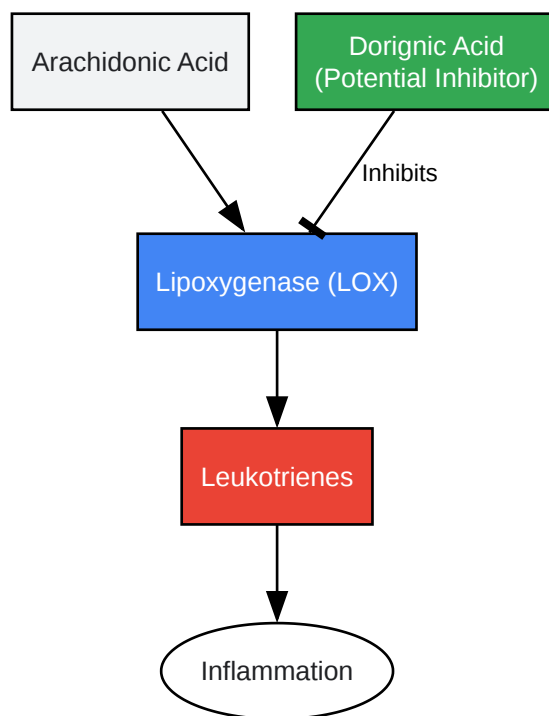 Arachidonic Acid
Dorignic Acid
(Potential Inhibitor)
Inhibits
Lipoxygenase (LOX)
Leukotrienes
Inflammation